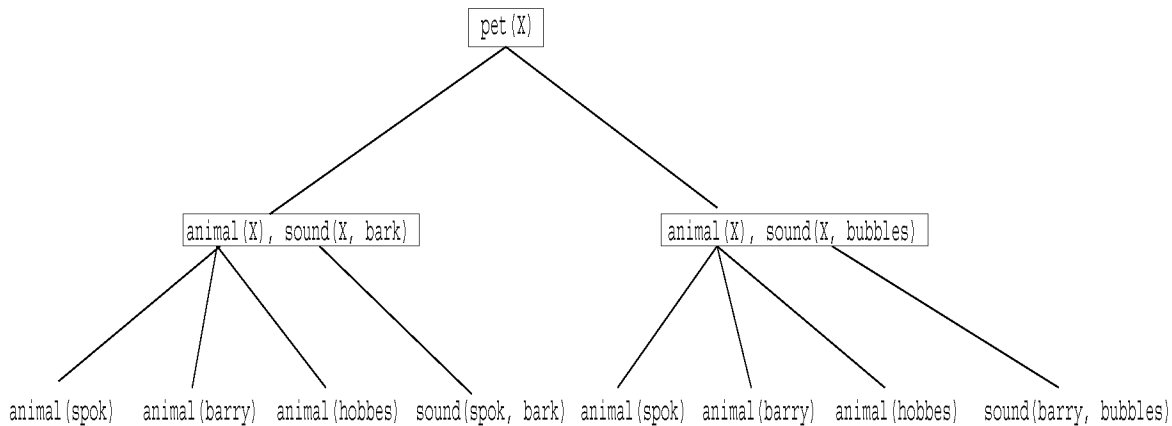 pet(X)
animal(X), sound(X, bark)
animal(X), sound(X, bubbles)
animal(spok)
animal(barry)
animal(hobbes)
sound(spok, bark)
animal(spok)
animal(barry)
animal(hobbes)
sound(barry, bubbles)